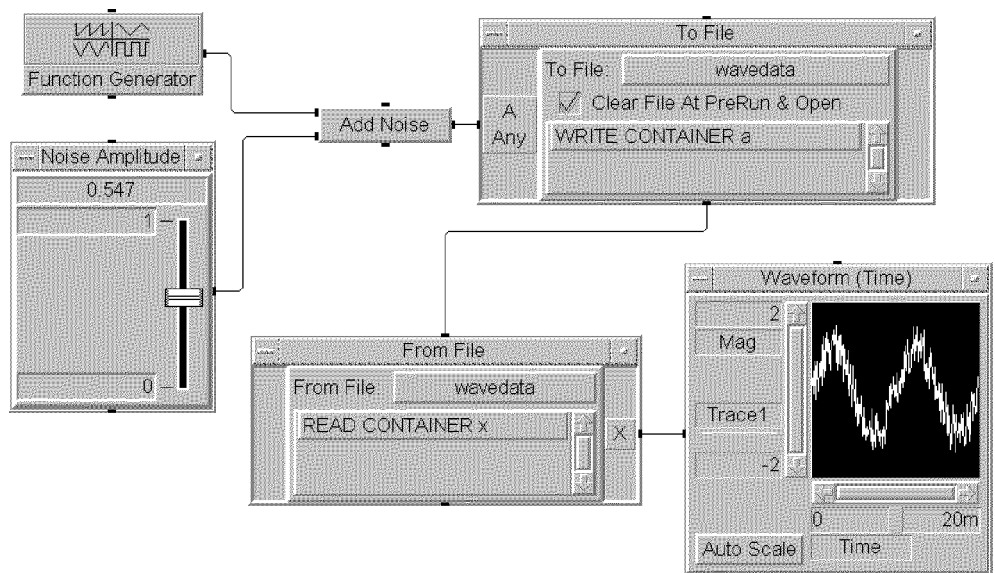 Function Generator
Noise Amplitude
0.547
1
0
Add Noise
To File
To File:
wavedata
Clear File At PreRun & Open
A
Any
WRITE CONTAINER a
From File
From File:
wavedata
READ CONTAINER x
X
Waveform (Time)
2
Mag
Trace1
-2
0
20m
Auto Scale
Time